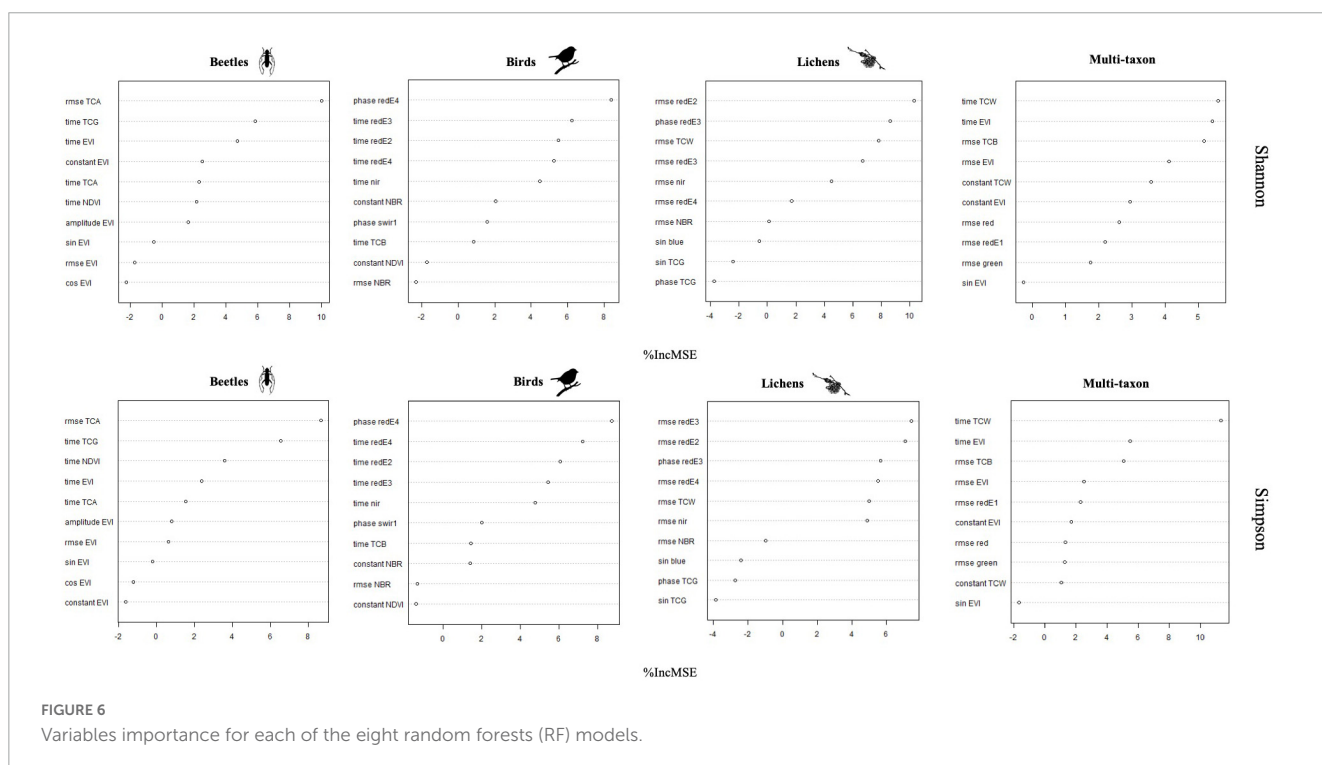 Beetles
rmse TCA
time TCG
time EVI
constant EVI
time TCA
time NDVI
amplitude EVI
sin EVI
rmse EVI
cos EVI
-2 0 2 4 6 8 10
Birds
phase redE4
time redE3
time redE2
time redE4
time nir
constant NBR
phase swir1
time TCB
constant NDVI
rmse NBR
-2 0 2 4 6 8
Lichens
rmse redE2
phase redE3
rmse TCW
rmse redE3
rmse nir
rmse redE4
rmse NBR
sin blue
sin TCG
phase TCG
-4 -2 0 2 4 6 8 10
Multi-taxon
time TCW
time EVI
rmse TCB
rmse EVI
constant TCW
constant EVI
rmse red
rmse redE1
rmse green
sin EVI
0 1 2 3 4 5
Shannon
%IncMSE
Beetles
rmse TCA
time TCG
time NDVI
time EVI
time TCA
amplitude EVI
rmse EVI
sin EVI
cos EVI
constant EVI
-2 0 2 4 6 8
Birds
phase redE4
time redE4
time redE2
time redE3
time nir
phase swir1
time TCB
constant NBR
rmse NBR
constant NDVI
0 2 4 6 8
Lichens
rmse redE3
rmse redE2
phase redE3
rmse redE4
rmse TCW
rmse nir
rmse NBR
sin blue
phase TCG
sin TCG
-4 -2 0 2 4 6
Multi-taxon
time TCW
time EVI
rmse TCB
rmse EVI
rmse redE1
constant EVI
rmse red
rmse green
constant TCW
sin EVI
-2 0 2 4 6 8 10
Simpson
%IncMSE
FIGURE 6
Variables importance for each of the eight random forests (RF) models.